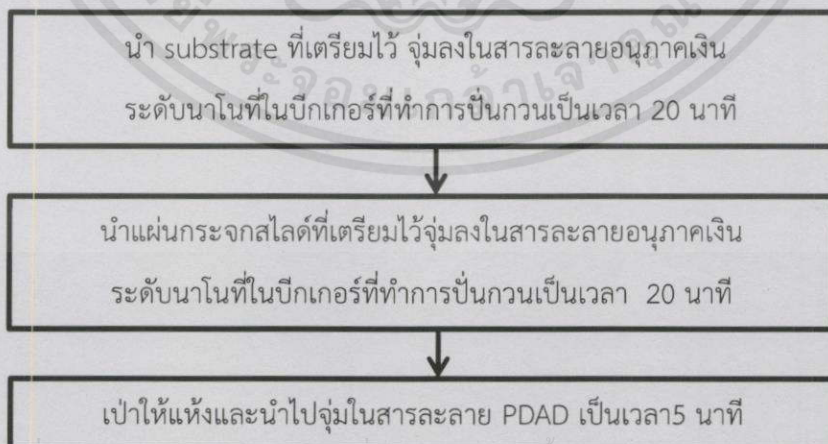 นำ substrate ที่เตรียมไว้ จุ่มลงในสารละลายอนุภาคเงิน
ระดับนาโนที่ในบีกเกอร์ที่ทำการปั่นกวนเป็นเวลา 20 นาที
นำแผ่นกระจกสไลด์ที่เตรียมไว้จุ่มลงในสารละลายอนุภาคเงิน
ระดับนาโนที่ในบีกเกอร์ที่ทำการปั่นกวนเป็นเวลา 20 นาที
เป่าให้แห้งและนำไปจุ่มในสารละลาย PDAD เป็นเวลา5 นาที